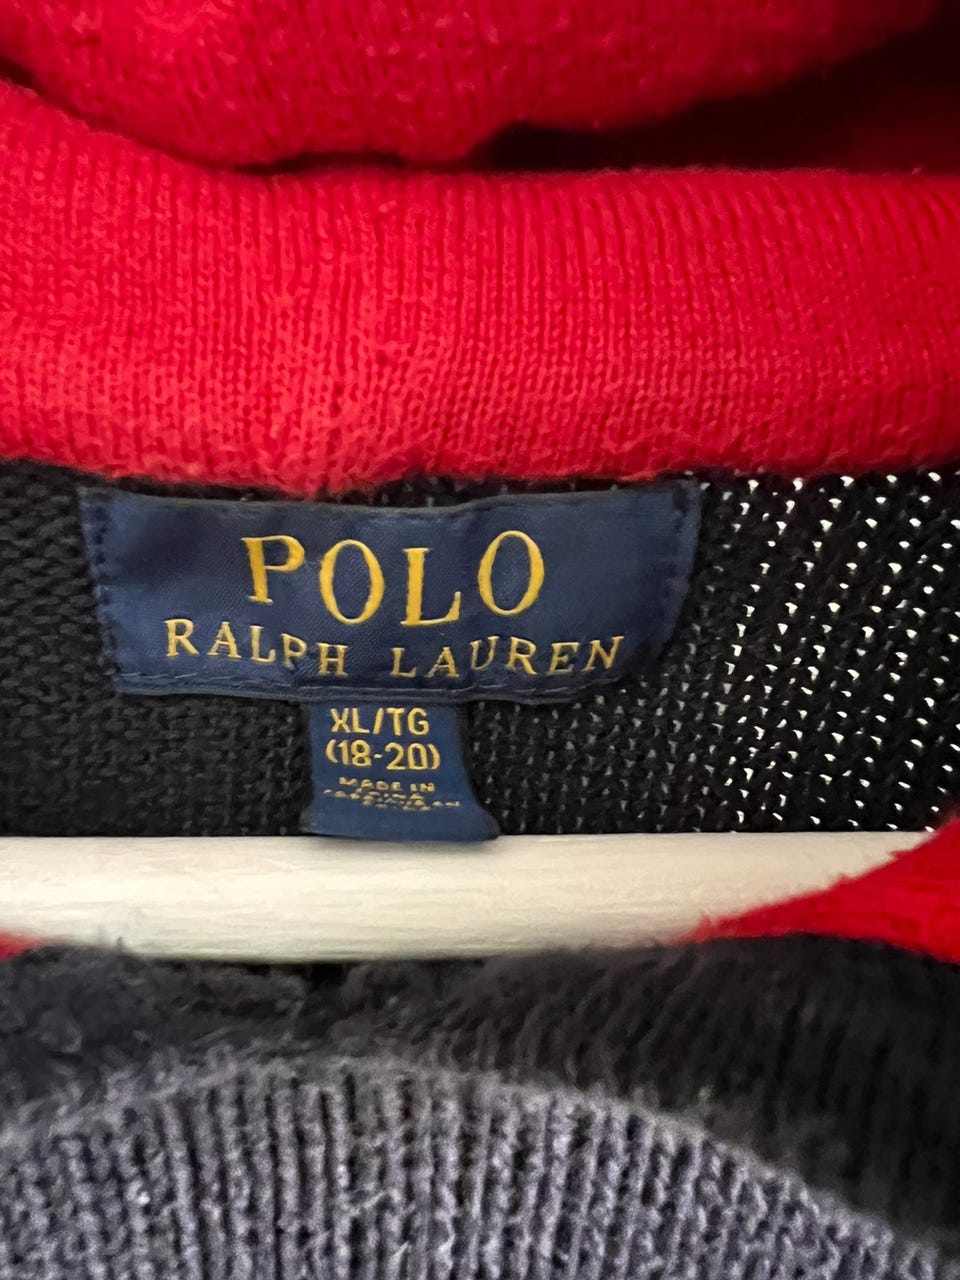 POLO
RALPH LAUREN
XL/TG
(18-20)
MADE IN